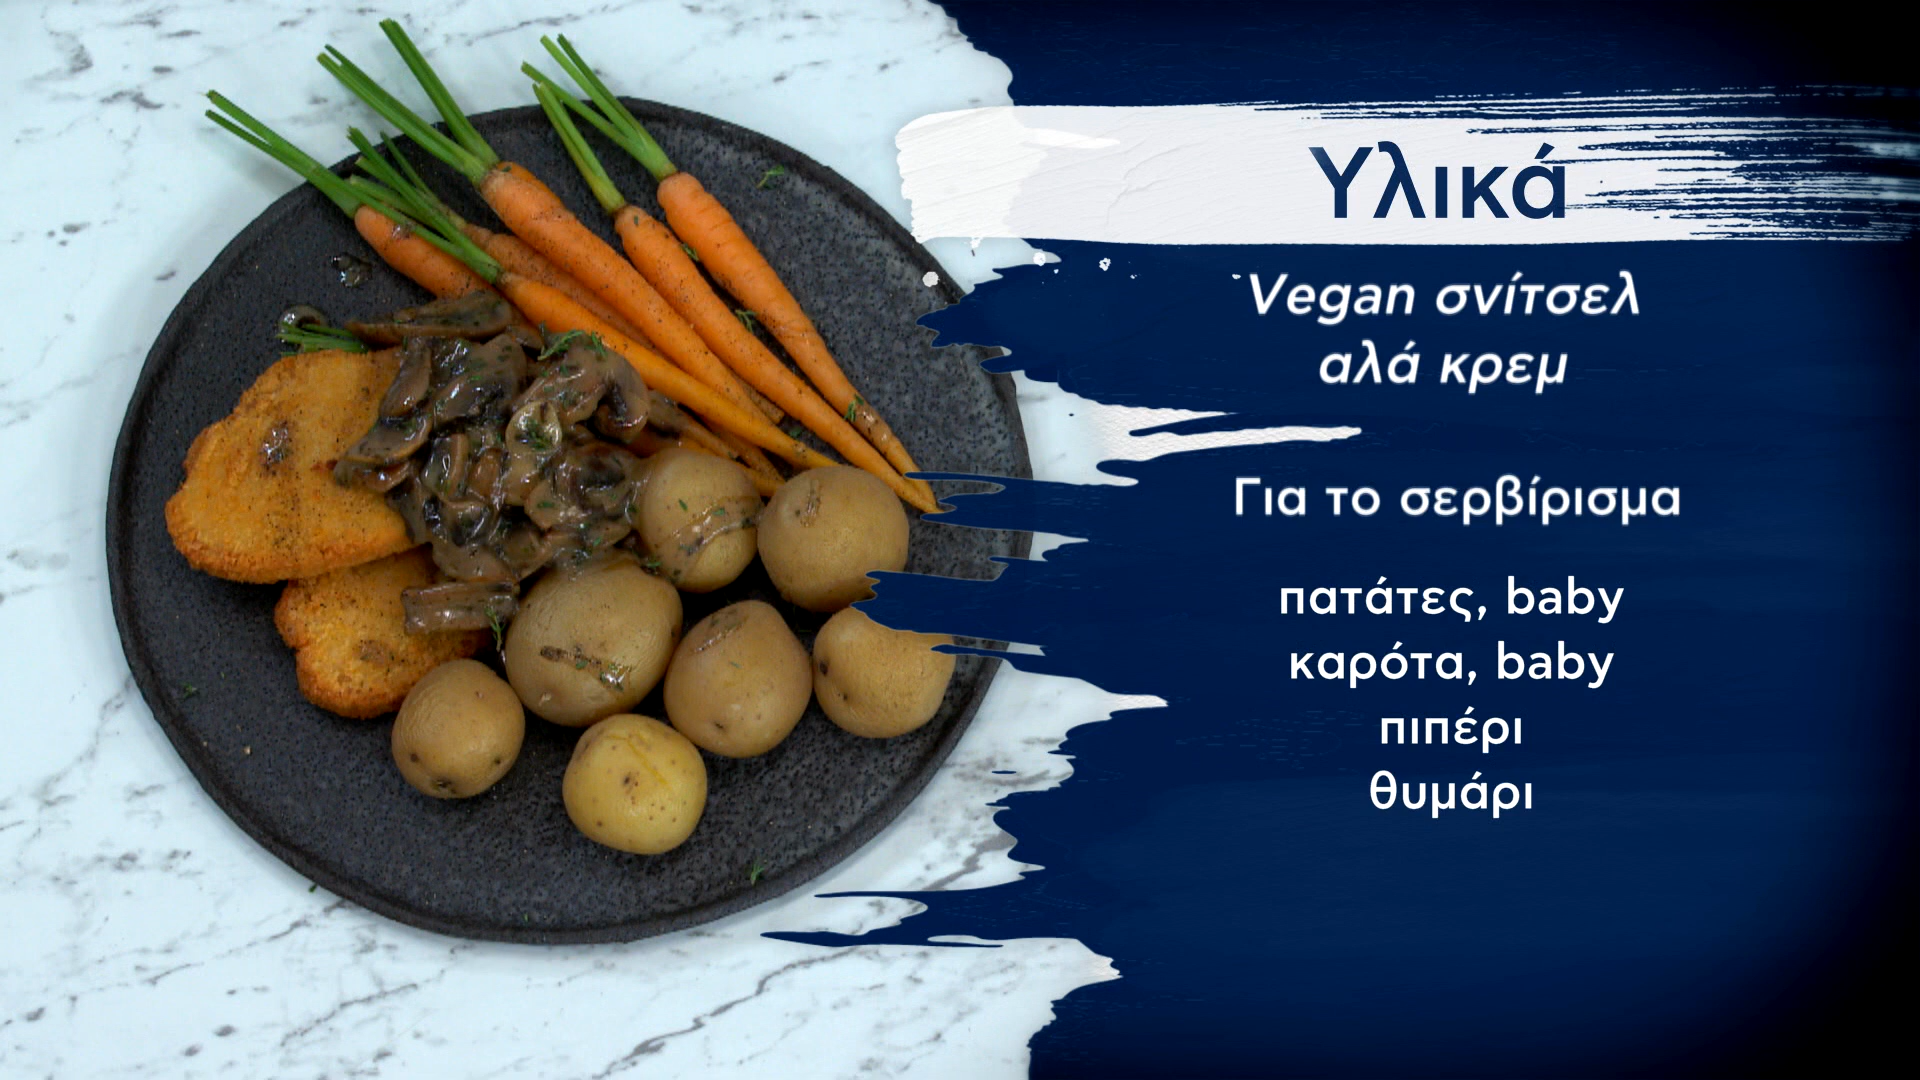 Υλικά
Vegan σνίτσελ
αλά κρεμ
Για το σερβίρισμα
πατάτες, baby
καρότα, baby
πιπέρι
θυμάρι